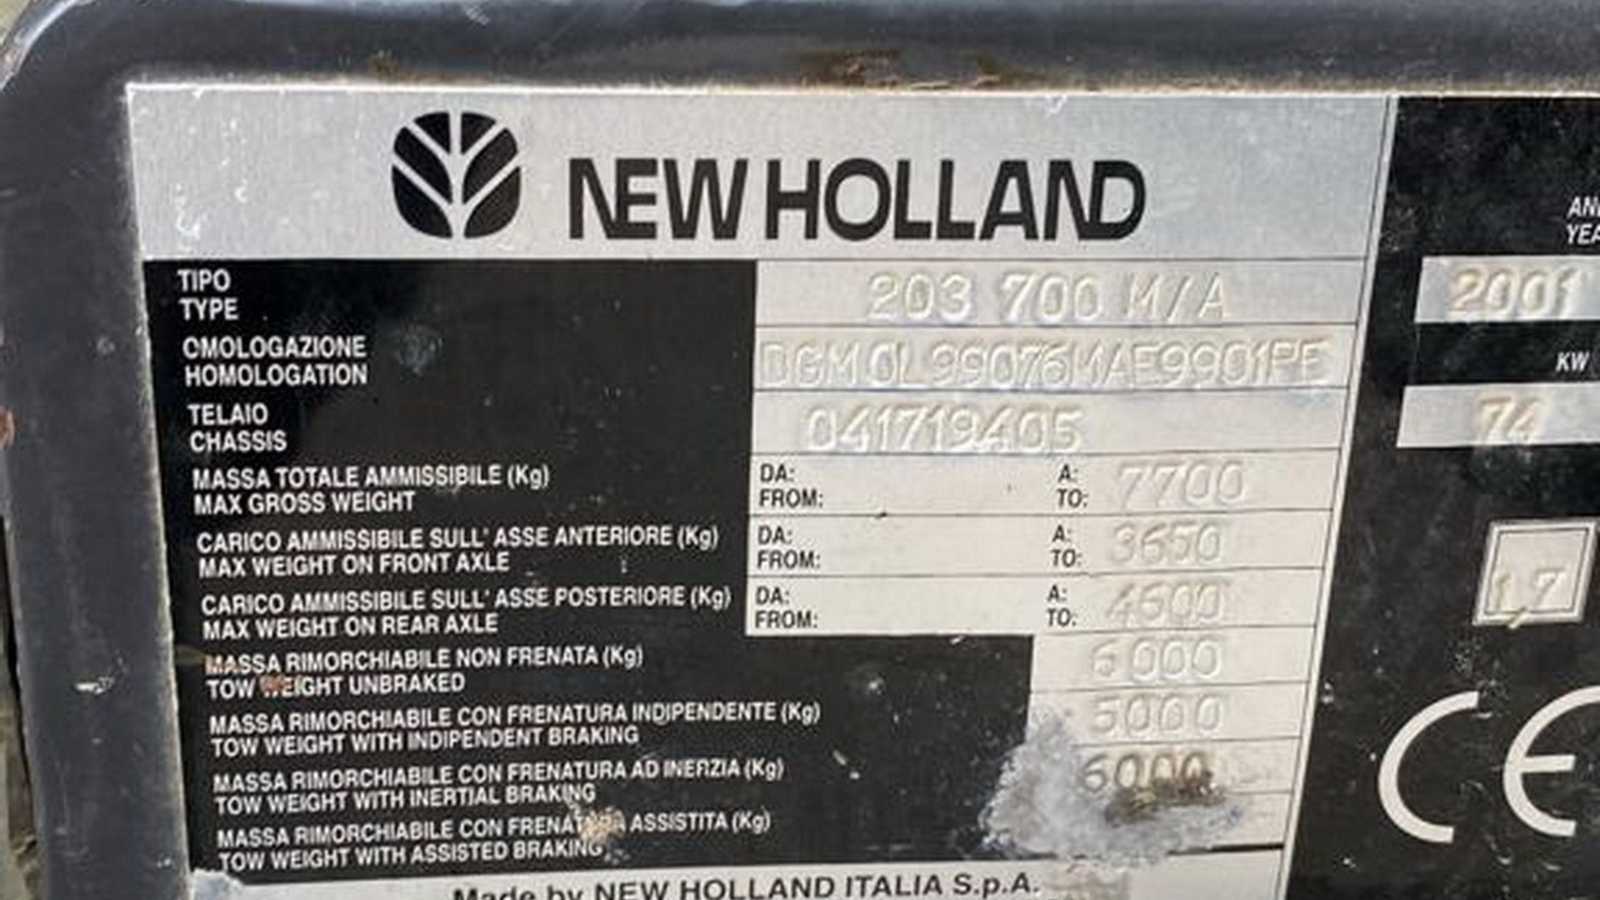 NEW HOLLAND
TIPO
TYPE
203 700 M/A
OMOLOGAZIONE
HOMOLOGATION
TELAIO
CHASSIS
041719405
MASSA TOTALE AMMISSIBILE (Kg)
MAX GROSS WEIGHT
DA:
FROM:
A:
TO:
7700
CARICO AMMISSIBILE SULL' ASSE ANTERIORE (Kg)
MAX WEIGHT ON FRONT AXLE
DA:
FROM:
A:
TO:
3650
CARICO AMMISSIBILE SULL' ASSE POSTERIORE (Kg)
MAX WEIGHT ON REAR AXLE
DA:
FROM:
A:
TO:
MASSA RIMORCHIABILE NON FRENATA (Kg)
TOW WEIGHT UNBRAKED
6000
MASSA RIMORCHIABILE CON FRENATURA INDIPENDENTE (Kg)
TOW WEIGHT WITH INDIPENDENT BRAKING
5000
MASSA RIMORCHIABILE CON FRENATURA AD INERZIA (Kg)
TOW WEIGHT WITH INERTIAL BRAKING
6000
MASSA RIMORCHIABILE CON FRENATURA ASSISTITA (Kg)
TOW WEIGHT WITH ASSISTED BRAKING
Made by NEW HOLLAND ITALIA S.p.A.
2001
KW
74
1,7
CE